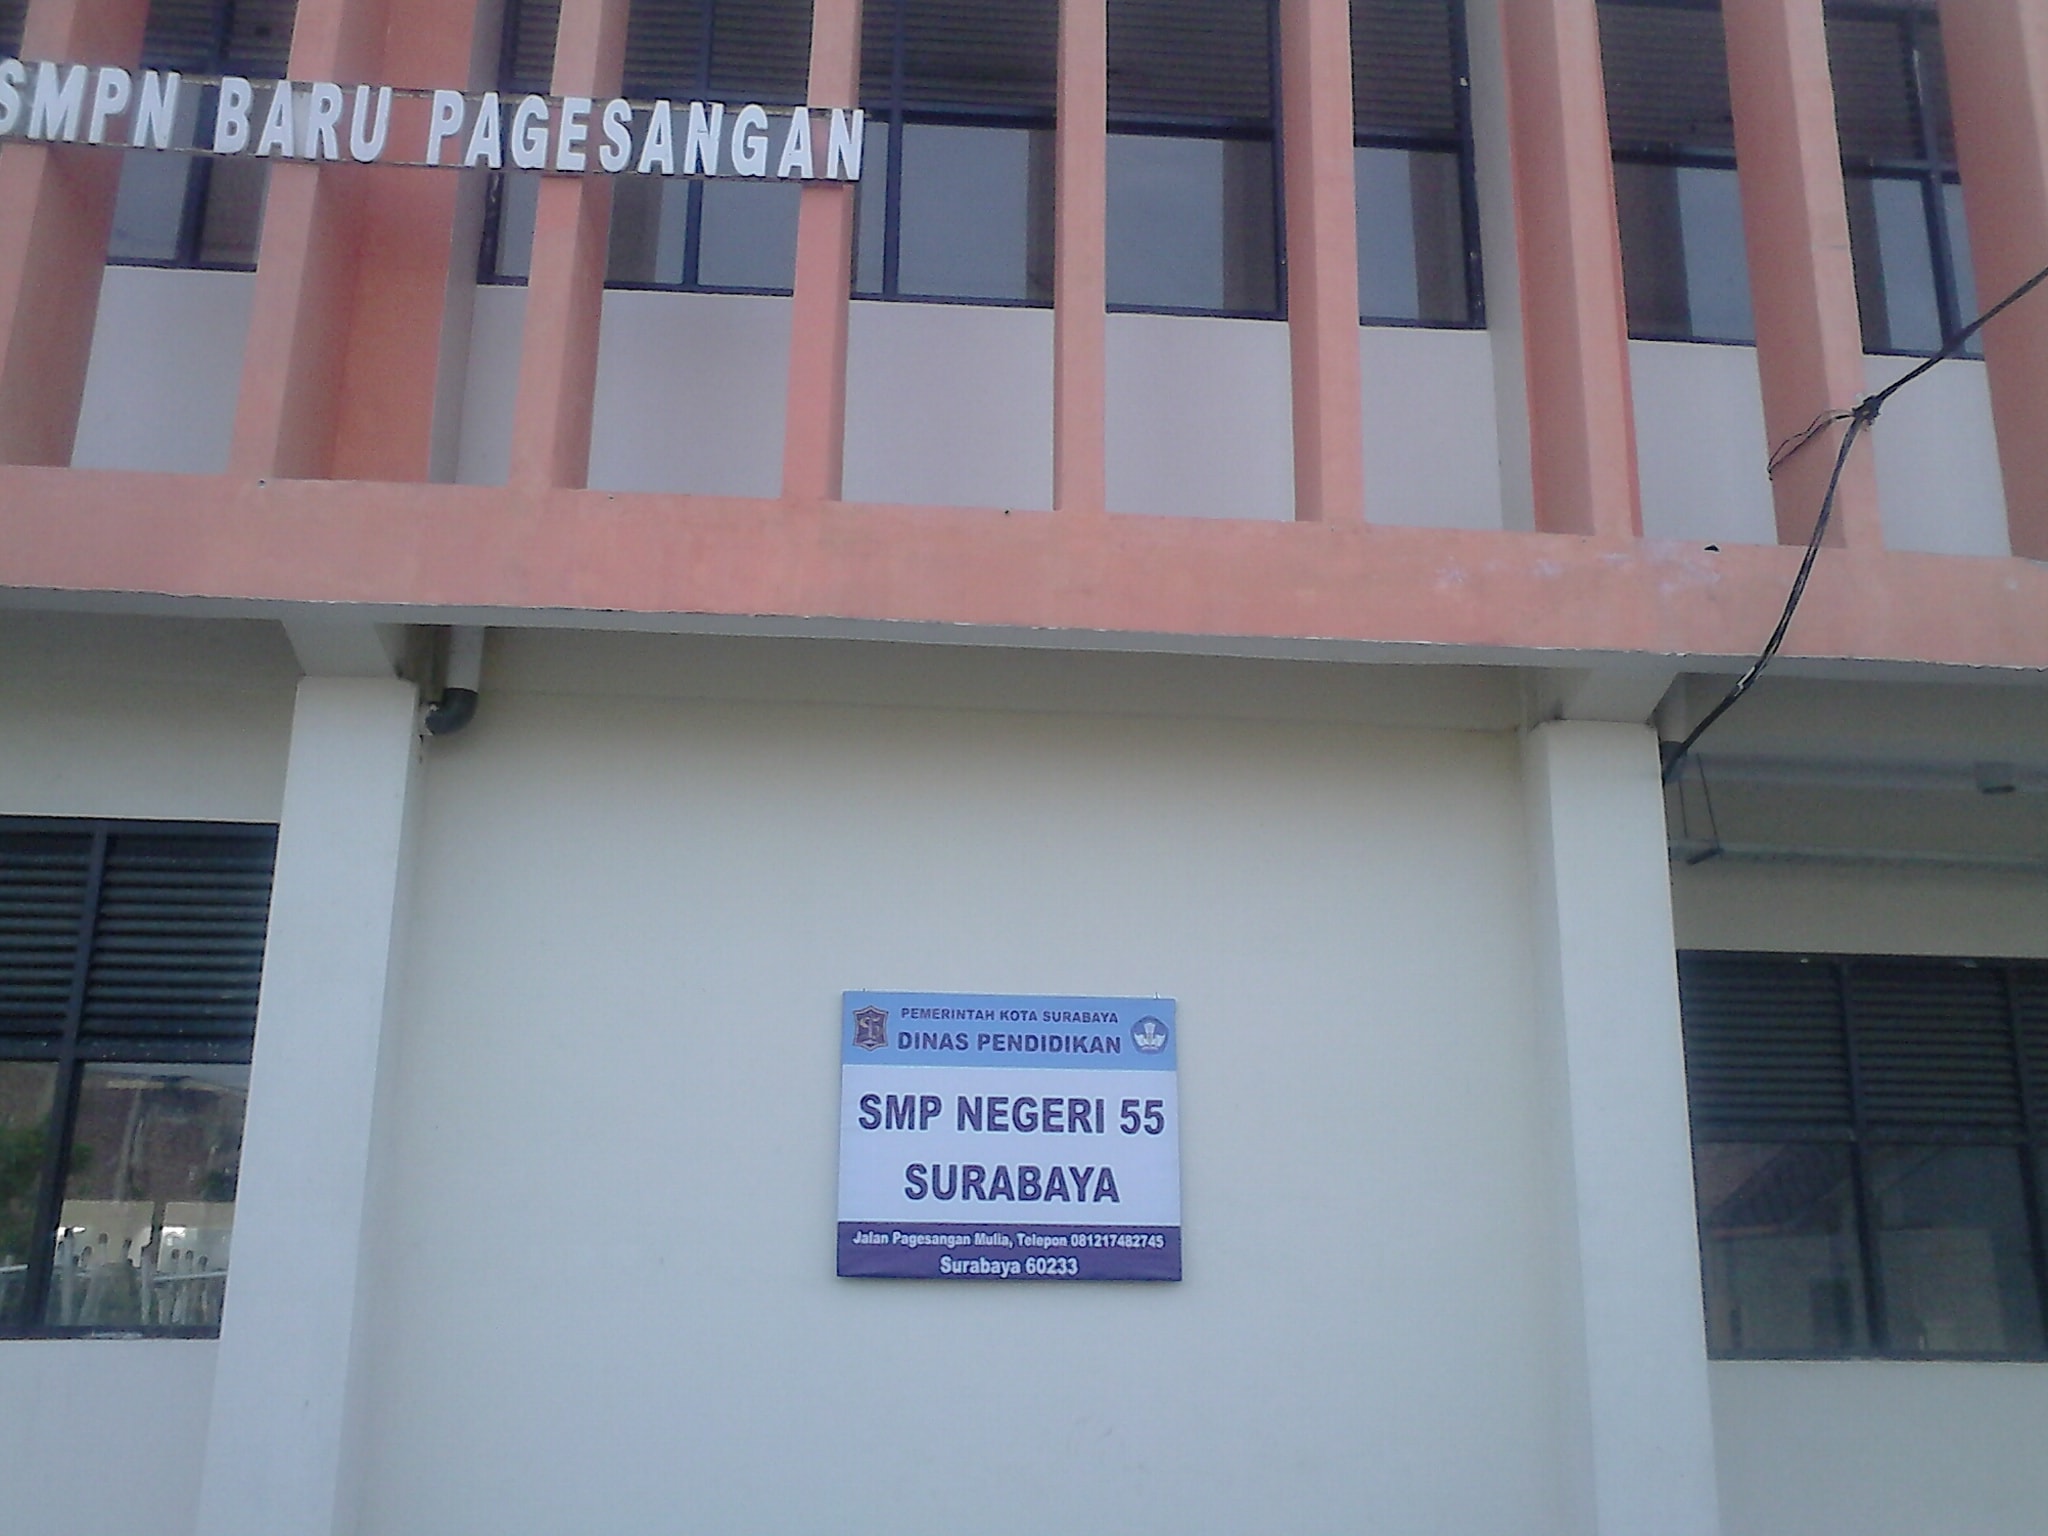 SMPN BARU PAGESANGAN
PEMERINTAH KOTA SURABAYA
DINAS PENDIDIKAN
SMP NEGERI 55
SURABAYA
Jalan Pagesangan Mulia, Telepon 081217482745
Surabaya 60233